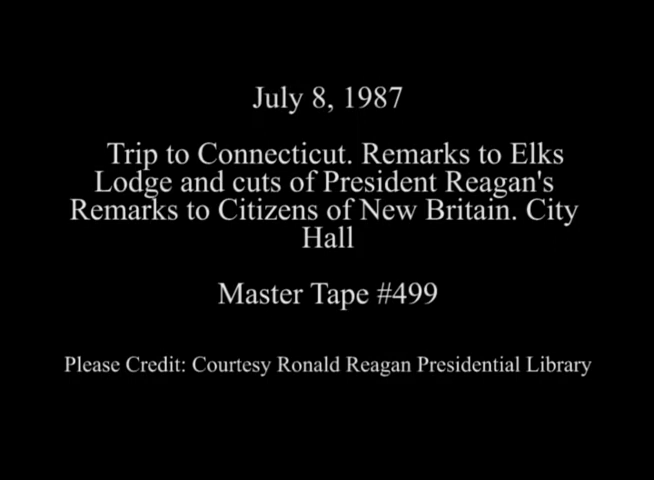 July 8, 1987
Trip to Connecticut. Remarks to Elks
Lodge and cuts of President Reagan's
Remarks to Citizens of New Britain. City
Hall
Master Tape #499
Please Credit: Courtesy Ronald Reagan Presidential Library